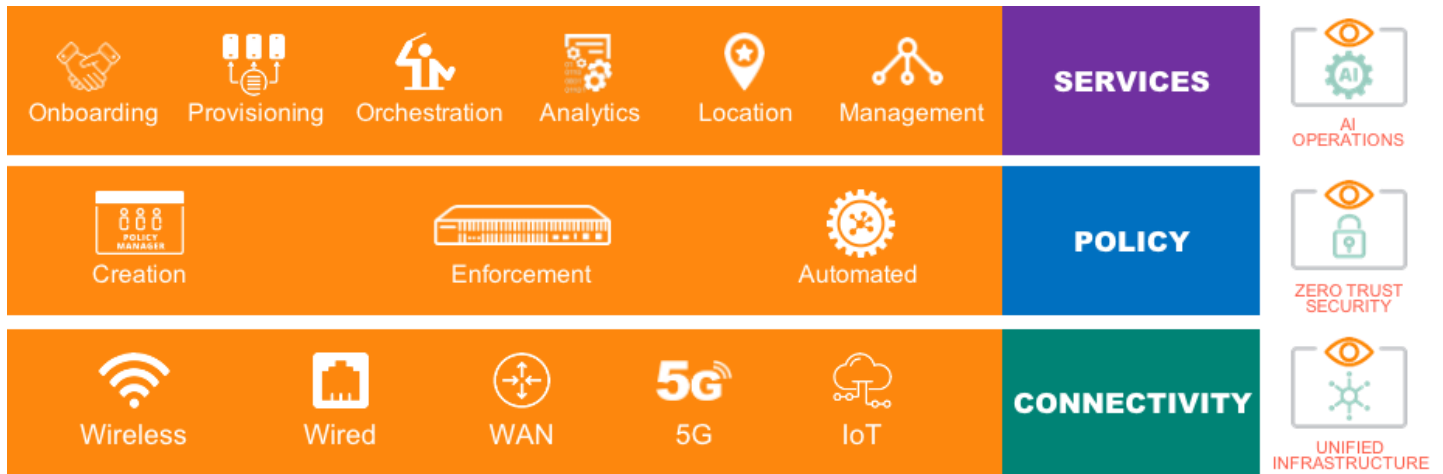 Onboarding Provisioning Orchestration Analytics Location Management
SERVICES
AI
AI
OPERATIONS
POLICY
MANAGER
Creation Enforcement Automated
POLICY
ZERO TRUST
SECURITY
5G
Wireless Wired WAN 5G IoT
CONNECTIVITY
UNIFIED
INFRASTRUCTURE